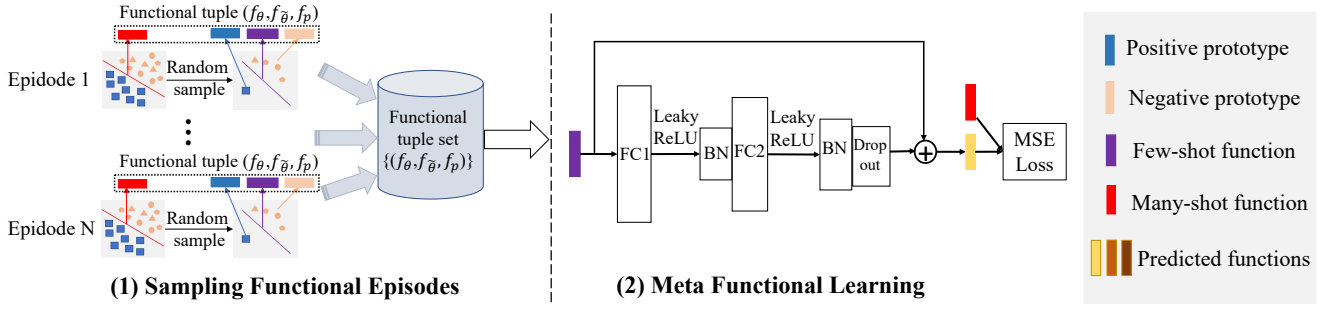 Functional tuple (f_θ, f_θ̃, f_p)
Epidode 1
Random
sample
Functional tuple (f_θ, f_θ̃, f_p)
Epidode N
Random
sample
Functional
tuple set
{(f_θ, f_θ̃, f_p)}
(1) Sampling Functional Episodes
FC1
Leaky
ReLU
BN
FC2
Leaky
ReLU
BN
Drop
out
MSE
Loss
(2) Meta Functional Learning
Positive prototype
Negative prototype
Few-shot function
Many-shot function
Predicted functions